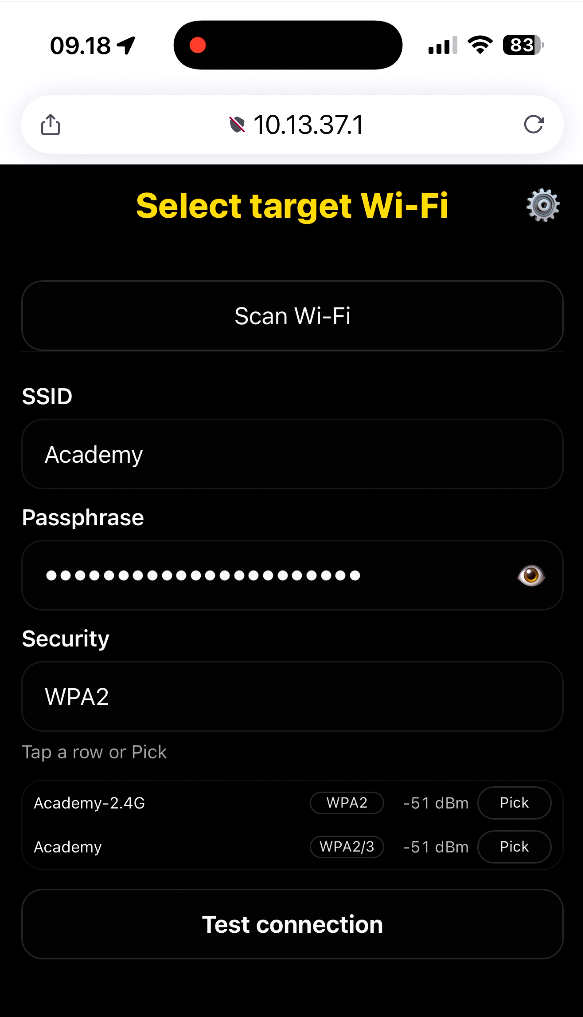 09.18
83
10.13.37.1
Select target Wi-Fi
Scan Wi-Fi
SSID
Academy
Passphrase
••••••••••••••••••••••
Security
WPA2
Tap a row or Pick
Academy-2.4G WPA2 -51 dBm Pick
Academy WPA2/3 -51 dBm Pick
Test connection